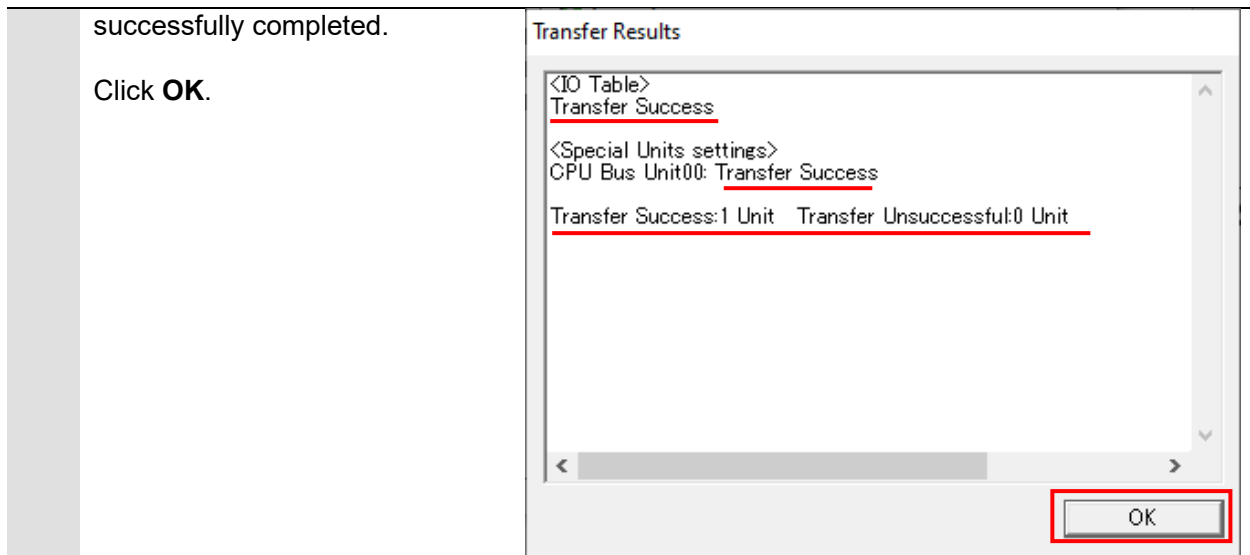 successfully completed.
Click OK.
Transfer Results
<IO Table>
Transfer Success
<Special Units settings>
CPU Bus Unit00: Transfer Success
Transfer Success:1 Unit Transfer Unsuccessful:0 Unit
OK